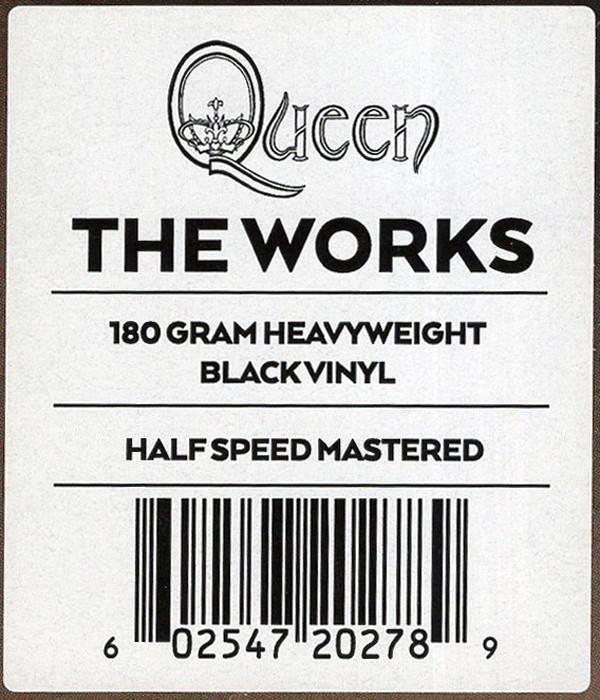 Queen
THE WORKS
180 GRAM HEAVYWEIGHT
BLACK VINYL
HALF SPEED MASTERED
6 02547 20278 9